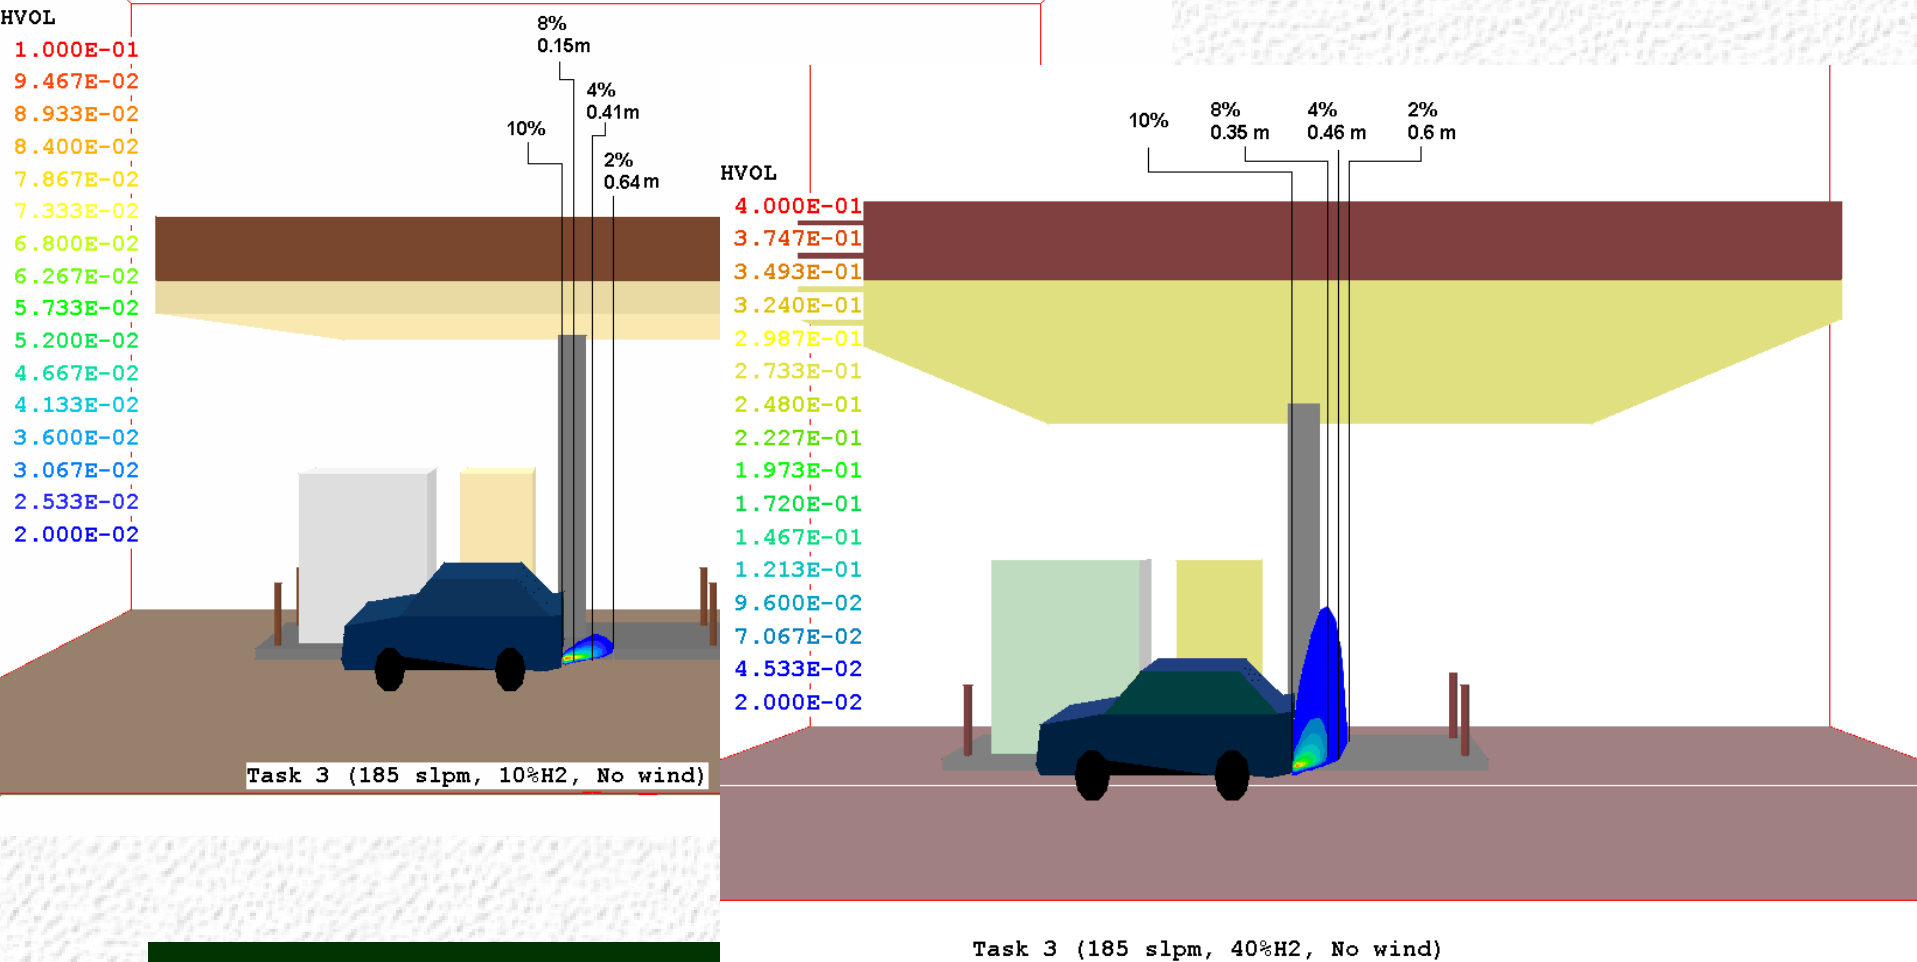 HVOL
1.000E-01
9.467E-02
8.933E-02
8.400E-02
7.867E-02
7.333E-02
6.800E-02
6.267E-02
5.733E-02
5.200E-02
4.667E-02
4.133E-02
3.600E-02
3.067E-02
2.533E-02
2.000E-02
8%
0.15m
4%
0.41m
10%
2%
0.64m
Task 3 (185 slpm, 10%H2, No wind)
HVOL
4.000E-01
3.747E-01
3.493E-01
3.240E-01
2.987E-01
2.733E-01
2.480E-01
2.227E-01
1.973E-01
1.720E-01
1.467E-01
1.213E-01
9.600E-02
7.067E-02
4.533E-02
2.000E-02
10%
8%
0.35 m
4%
0.46 m
2%
0.6 m
Task 3 (185 slpm, 40%H2, No wind)